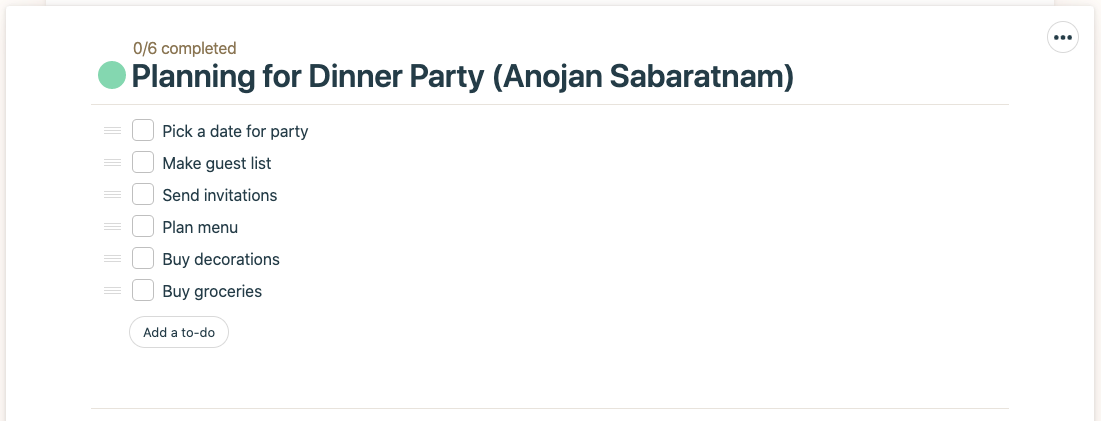 0/6 completed
Planning for Dinner Party (Anojan Sabaratnam)
Pick a date for party
Make guest list
Send invitations
Plan menu
Buy decorations
Buy groceries
Add a to-do